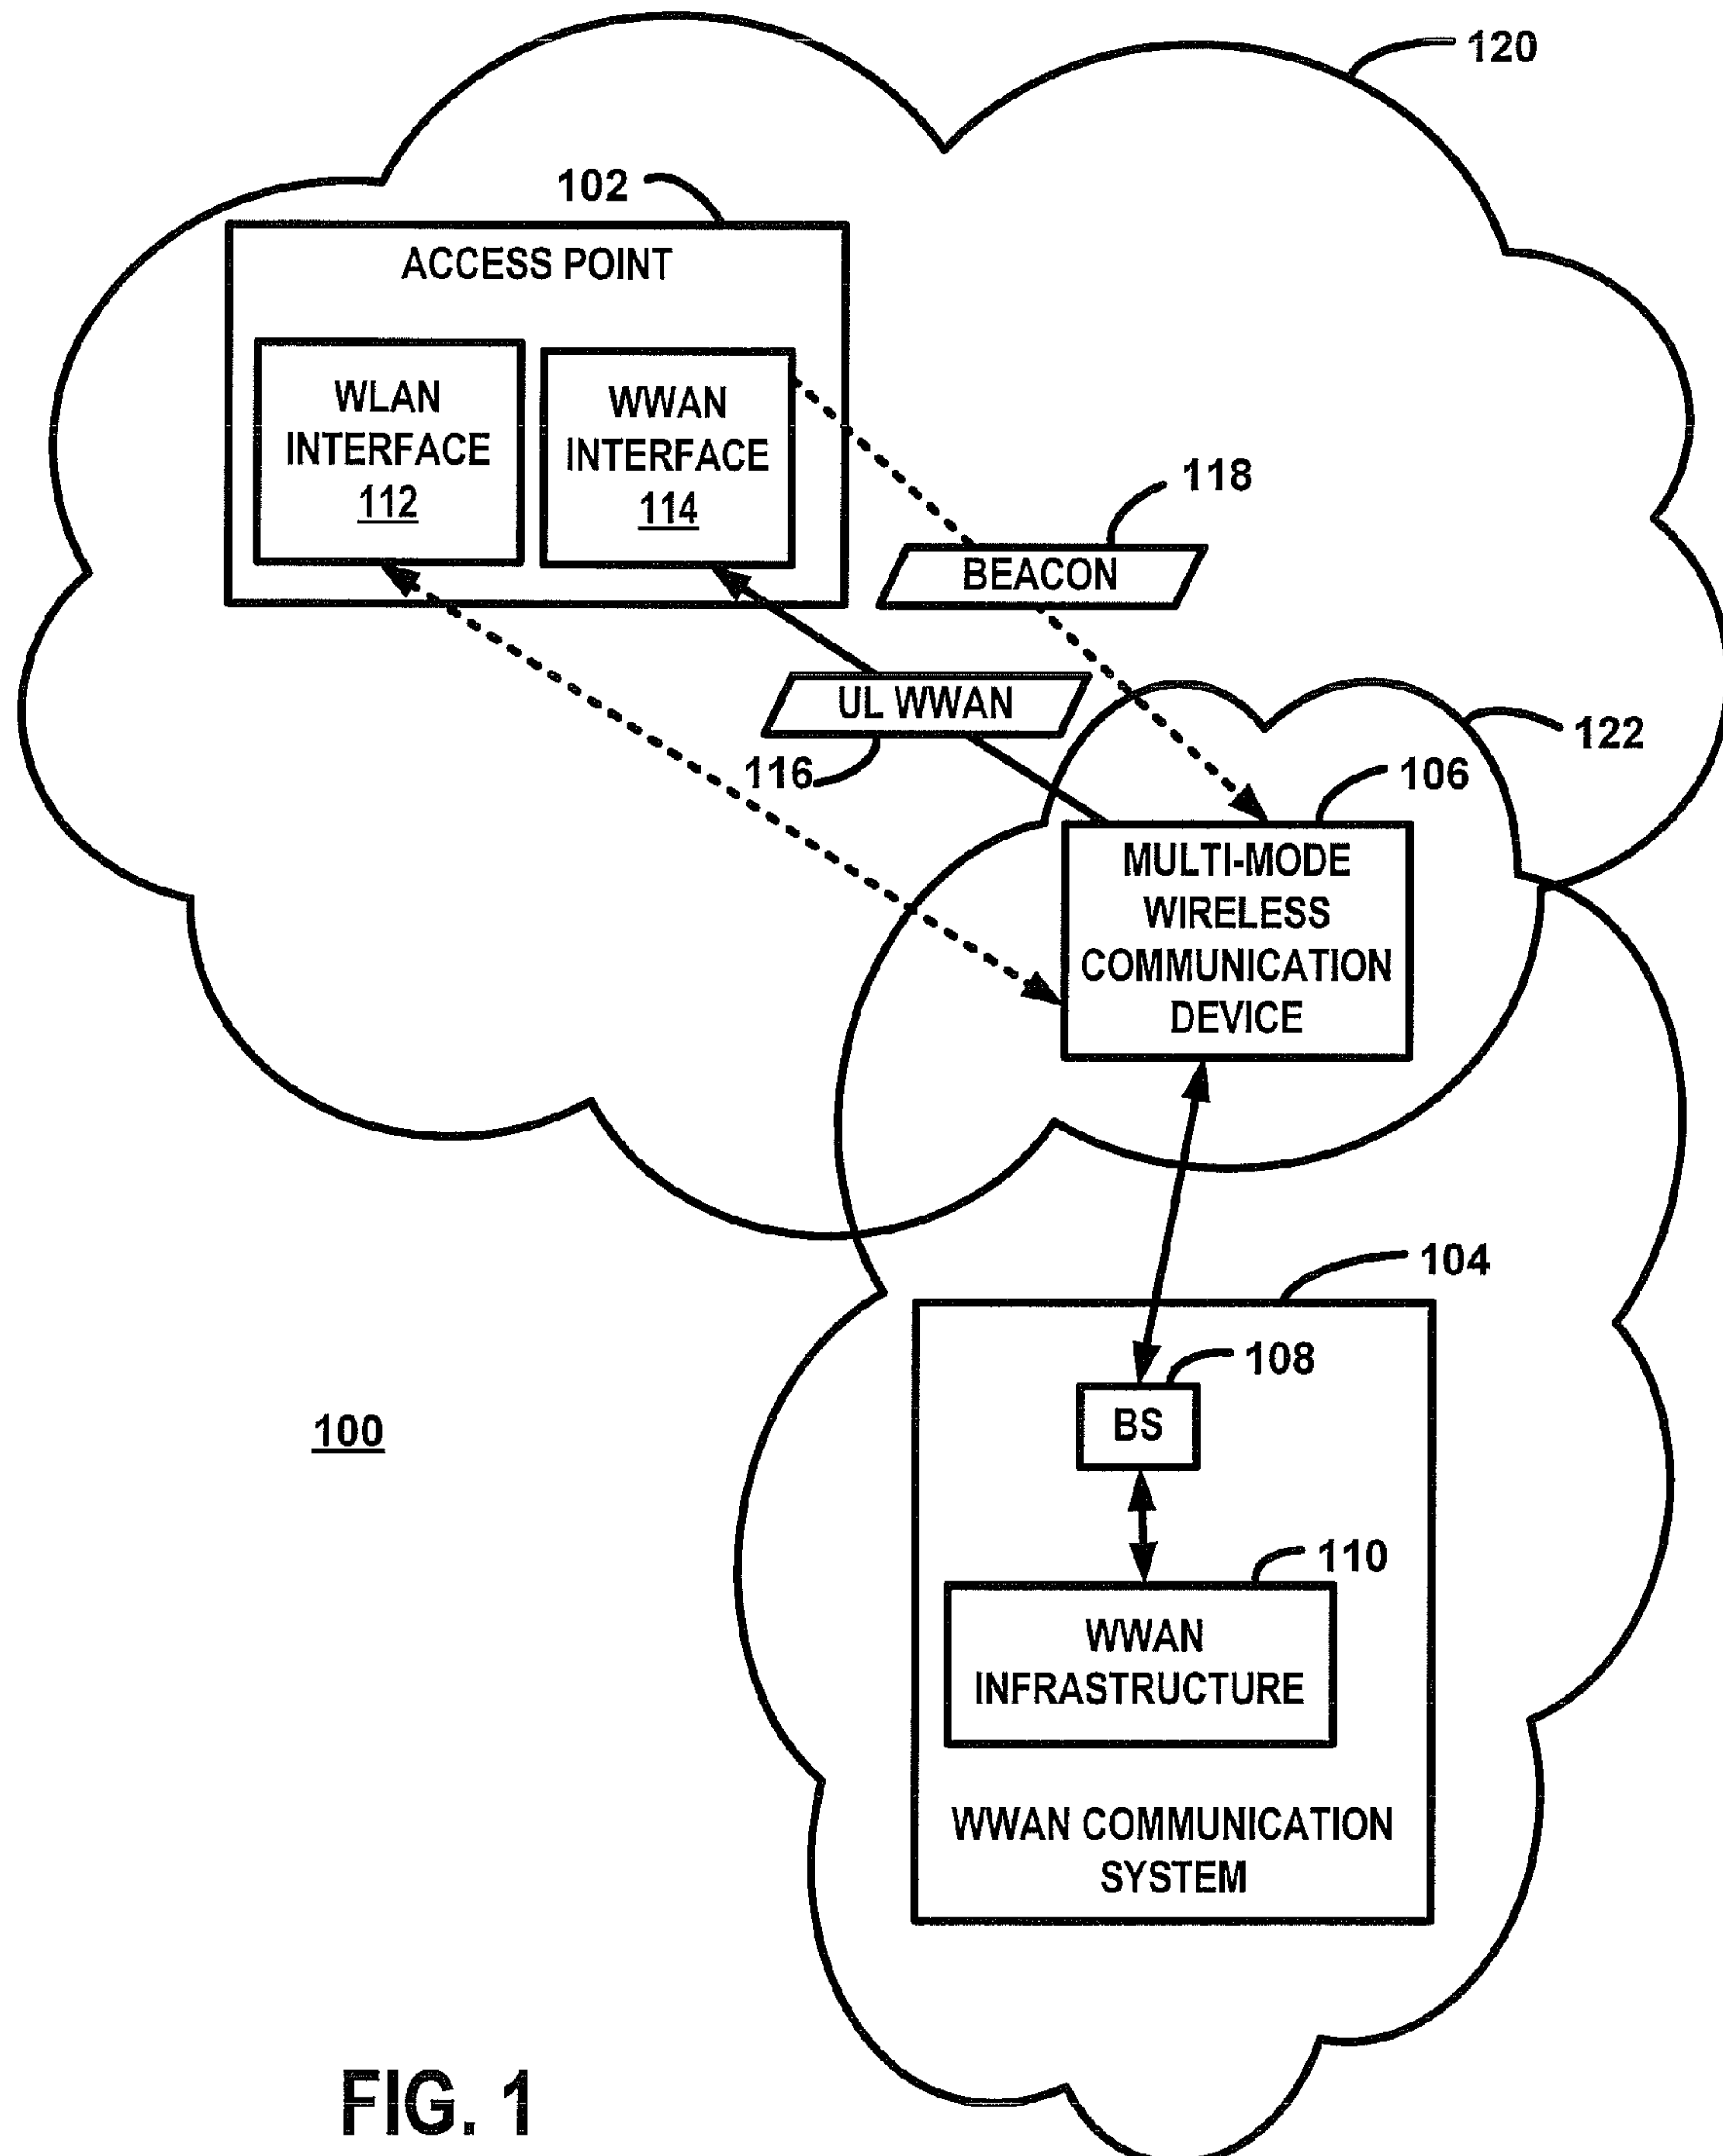 120
102
ACCESS POINT
WLAN
INTERFACE
112
WWAN
INTERFACE
114
118
BEACON
UL WWAN
116
122
106
MULTI-MODE
WIRELESS
COMMUNICATION
DEVICE
104
108
BS
100
110
WWAN
INFRASTRUCTURE
WWAN COMMUNICATION
SYSTEM
FIG. 1